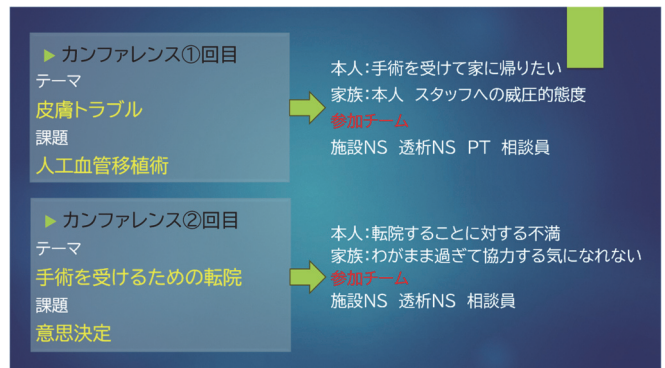 ▶ カンファレンス①回目
テーマ
皮膚トラブル
課題
人工血管移植術
本人:手術を受けて家に帰りたい
家族:本人 スタッフへの威圧的態度
参加チーム
施設NS 透析NS PT 相談員
▶ カンファレンス②回目
テーマ
手術を受けるための転院
課題
意思決定
本人:転院することに対する不満
家族:わがまま過ぎて協力する気になれない
参加チーム
施設NS 透析NS 相談員